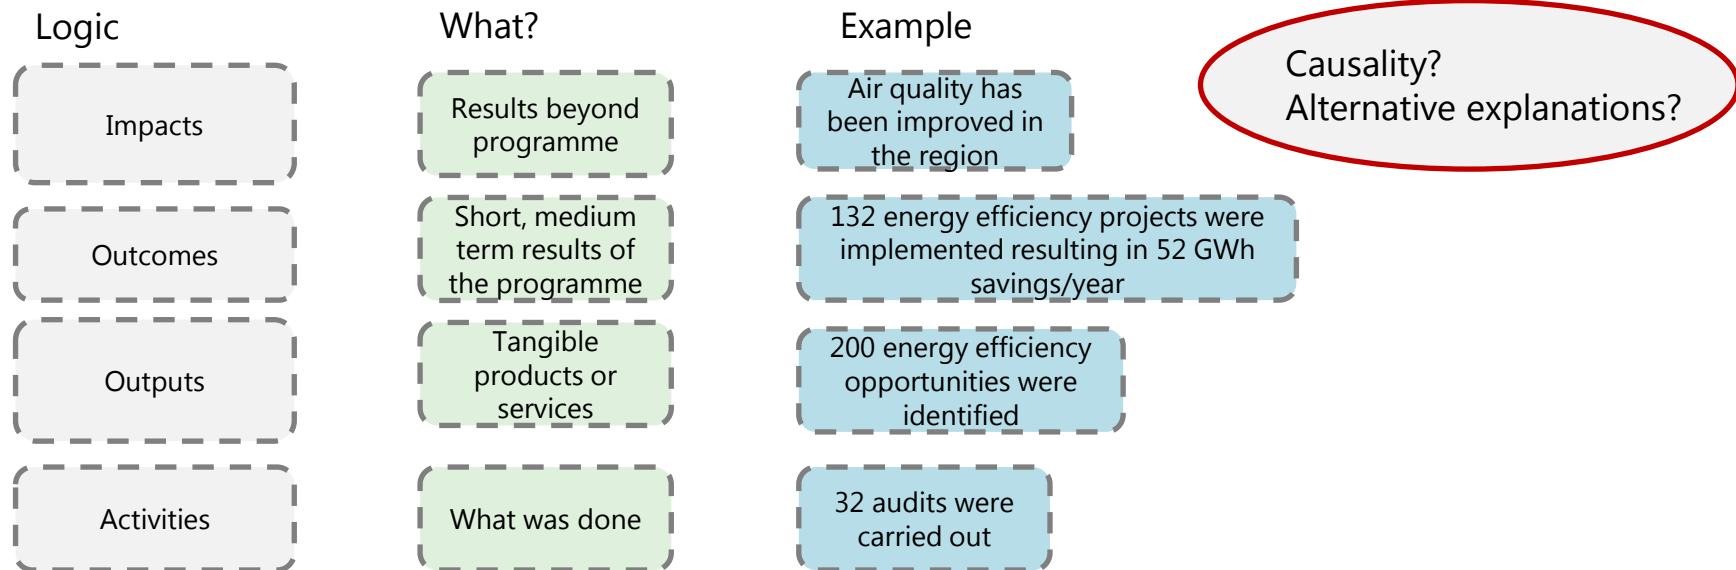 Logic
What?
Example
Causality?
Alternative explanations?
Impacts
Results beyond
programme
Air quality has
been improved in
the region
Outcomes
Short, medium
term results of
the programme
132 energy efficiency projects were
implemented resulting in 52 GWh
savings/year
Outputs
Tangible
products or
services
200 energy efficiency
opportunities were
identified
Activities
What was done
32 audits were
carried out